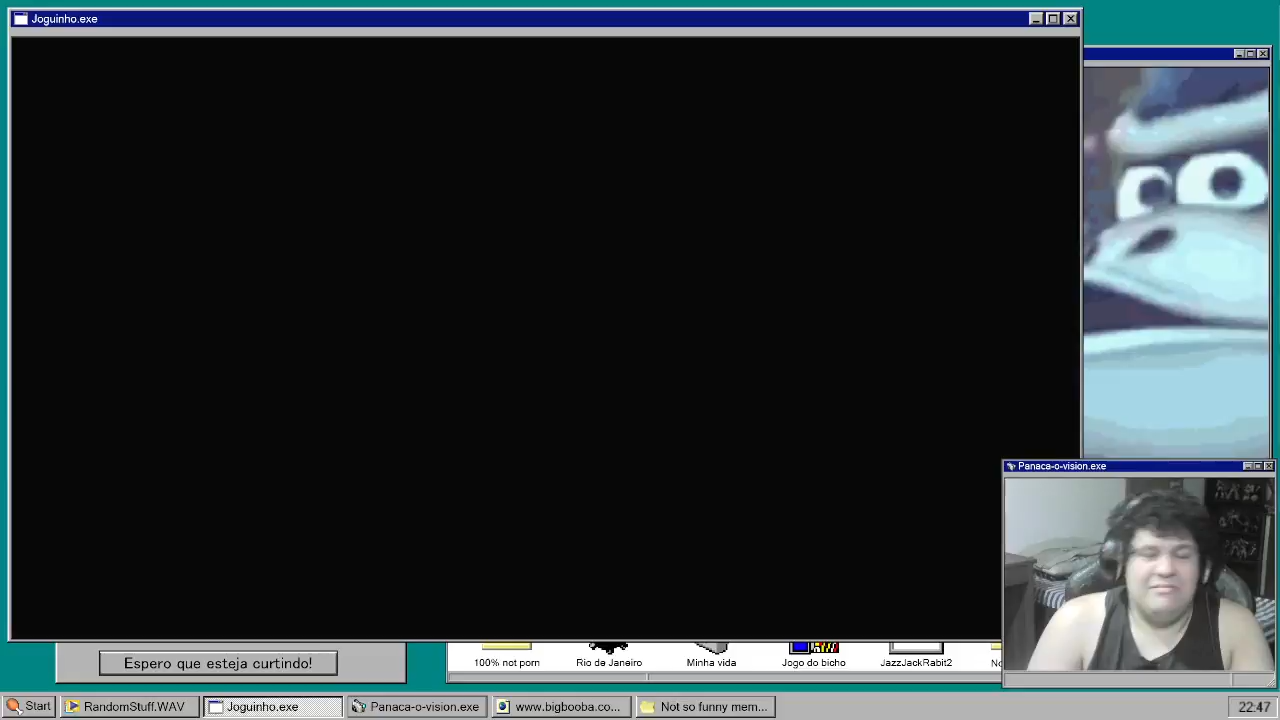 Joguinho.exe
Panaca-o-vision.exe
Espero que esteja curtindo!
100% not porn
Rio de Janeiro
Minha vida
Jogo do bicho
JazzJackRabit2
Start
RandomStuff.WAV
Joguinho.exe
Panaca-o-vision.exe
www.bigbooba.co...
Not so funny mem...
22:47